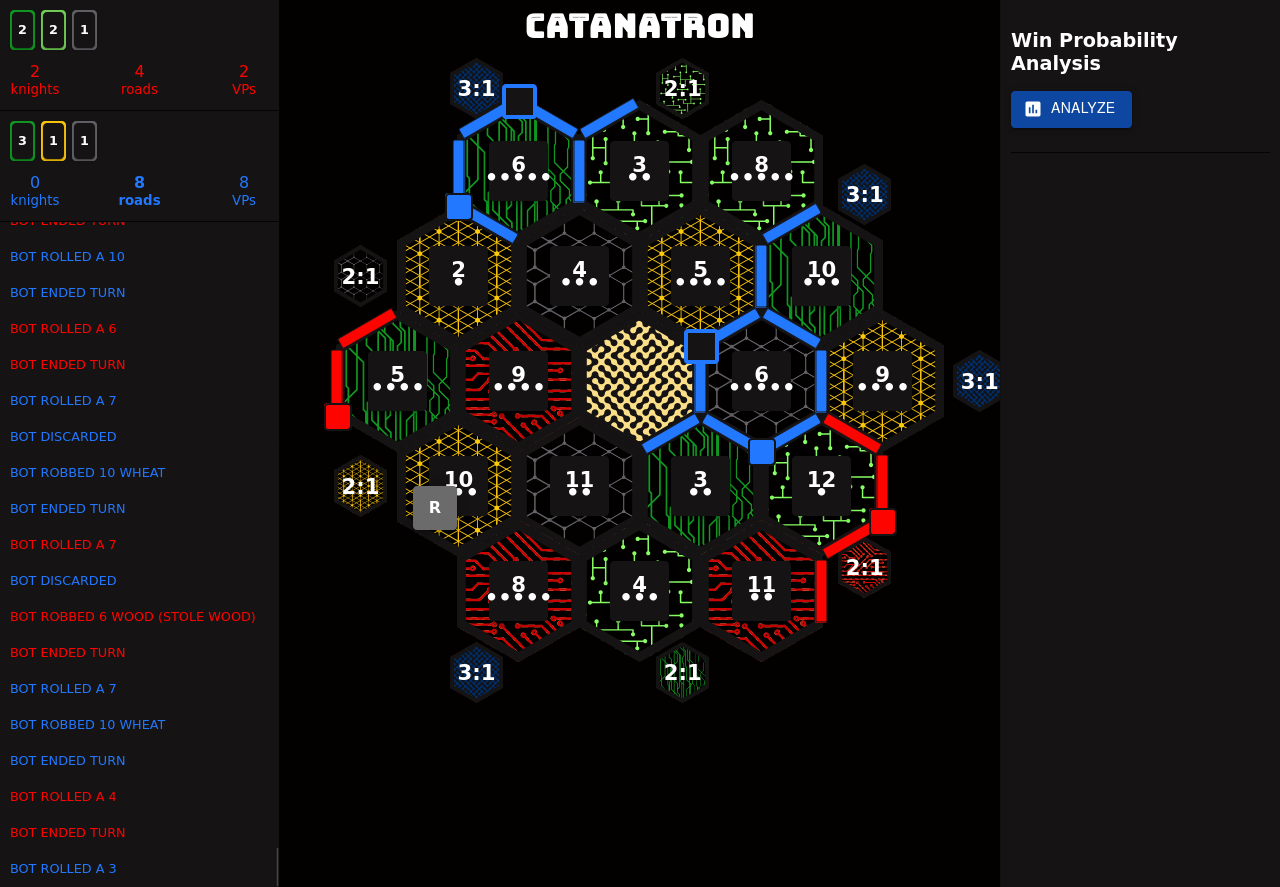 2 2 1
2 4 2
knights roads VPs
3 1 1
0 8 8
knights roads VPs
BOT ENDED TURN
BOT ROLLED A 10
BOT ENDED TURN
BOT ROLLED A 6
BOT ENDED TURN
BOT ROLLED A 7
BOT DISCARDED
BOT ROBBED 10 WHEAT
BOT ENDED TURN
BOT ROLLED A 7
BOT DISCARDED
BOT ROBBED 6 WOOD (STOLE WOOD)
BOT ENDED TURN
BOT ROLLED A 7
BOT ROBBED 10 WHEAT
BOT ENDED TURN
BOT ROLLED A 4
BOT ENDED TURN
BOT ROLLED A 3
CATANATRON
3:1 2:1
6 3 8
3:1
2:1 2 4 5 10
5 9 6 9 3:1
2:1 10 11 3 12
R
2:1
8 4 11
3:1 2:1
Win Probability
Analysis
ANALYZE